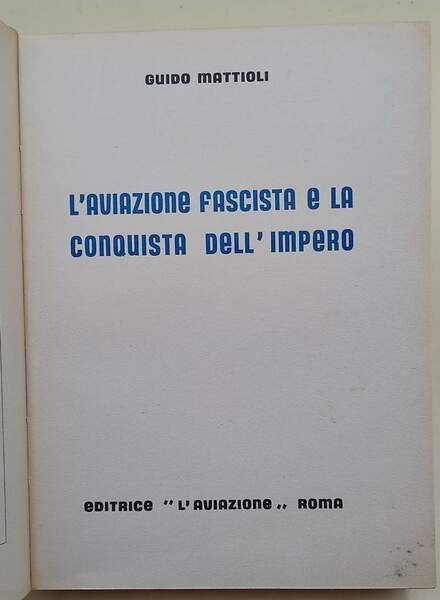 GUIDO MATTIOLI
L'AVIAZIONE FASCISTA E LA
CONQUISTA DELL' IMPERO
EDITRICE " L'AVIAZIONE „ ROMA